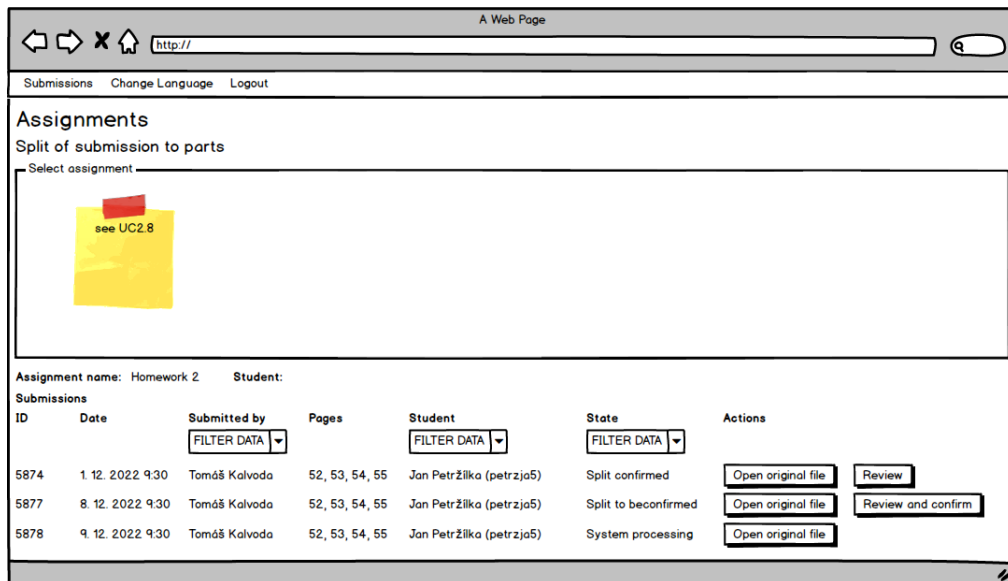 A Web Page
http://
Submissions Change Language Logout
Assignments
Split of submission to parts
Select assignment
see UC2.8
Assignment name: Homework 2 Student:
Submissions
ID Date Submitted by Pages Student State Actions
FILTER DATA FILTER DATA FILTER DATA
5874 1. 12. 2022 9:30 Tomáš Kalvoda 52, 53, 54, 55 Jan Petržílka (petrzja5) Split confirmed Open original file Review
5877 8. 12. 2022 9:30 Tomáš Kalvoda 52, 53, 54, 55 Jan Petržílka (petrzja5) Split to beconfirmed Open original file Review and confirm
5878 9. 12. 2022 9:30 Tomáš Kalvoda 52, 53, 54, 55 Jan Petržílka (petrzja5) System processing Open original file